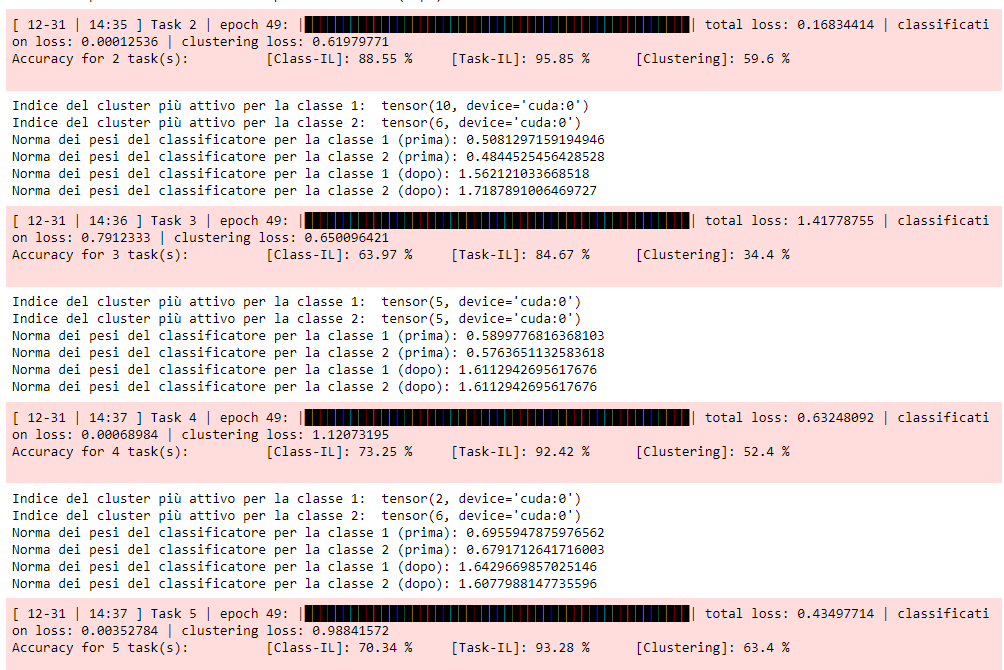 [ 12-31 | 14:35 ] Task 2 | epoch 49: || total loss: 0.16834414 | classificati
on loss: 0.00012536 | clustering loss: 0.61979771
Accuracy for 2 task(s): [Class-IL]: 88.55 % [Task-IL]: 95.85 % [Clustering]: 59.6 %
Indice del cluster più attivo per la classe 1: tensor(10, device='cuda:0')
Indice del cluster più attivo per la classe 2: tensor(6, device='cuda:0')
Norma dei pesi del classificatore per la classe 1 (prima): 0.5081297159194946
Norma dei pesi del classificatore per la classe 2 (prima): 0.4844525456428528
Norma dei pesi del classificatore per la classe 1 (dopo): 1.562121033668518
Norma dei pesi del classificatore per la classe 2 (dopo): 1.7187891006469727
[ 12-31 | 14:36 ] Task 3 | epoch 49: || total loss: 1.41778755 | classificati
on loss: 0.7912333 | clustering loss: 0.650096421
Accuracy for 3 task(s): [Class-IL]: 63.97 % [Task-IL]: 84.67 % [Clustering]: 34.4 %
Indice del cluster più attivo per la classe 1: tensor(5, device='cuda:0')
Indice del cluster più attivo per la classe 2: tensor(5, device='cuda:0')
Norma dei pesi del classificatore per la classe 1 (prima): 0.5899776816368103
Norma dei pesi del classificatore per la classe 2 (prima): 0.5763651132583618
Norma dei pesi del classificatore per la classe 1 (dopo): 1.6112942695617676
Norma dei pesi del classificatore per la classe 2 (dopo): 1.6112942695617676
[ 12-31 | 14:37 ] Task 4 | epoch 49: || total loss: 0.63248092 | classificati
on loss: 0.00068984 | clustering loss: 1.12073195
Accuracy for 4 task(s): [Class-IL]: 73.25 % [Task-IL]: 92.42 % [Clustering]: 52.4 %
Indice del cluster più attivo per la classe 1: tensor(2, device='cuda:0')
Indice del cluster più attivo per la classe 2: tensor(6, device='cuda:0')
Norma dei pesi del classificatore per la classe 1 (prima): 0.6955947875976562
Norma dei pesi del classificatore per la classe 2 (prima): 0.6791712641716003
Norma dei pesi del classificatore per la classe 1 (dopo): 1.6429669857025146
Norma dei pesi del classificatore per la classe 2 (dopo): 1.6077988147735596
[ 12-31 | 14:37 ] Task 5 | epoch 49: || total loss: 0.43497714 | classificati
on loss: 0.00352784 | clustering loss: 0.98841572
Accuracy for 5 task(s): [Class-IL]: 70.34 % [Task-IL]: 93.28 % [Clustering]: 63.4 %